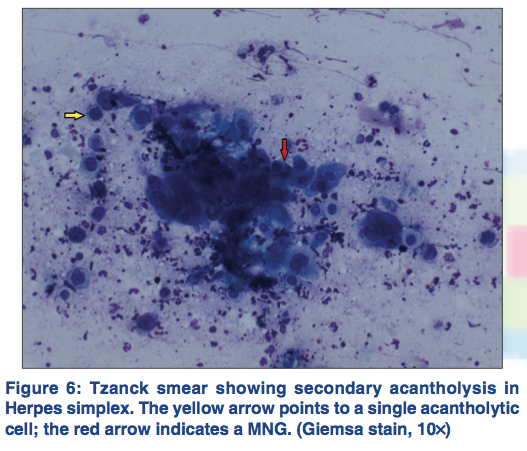 Figure 6: Tzanck smear showing secondary acantholysis in
Herpes simplex. The yellow arrow points to a single acantholytic
cell; the red arrow indicates a MNG. (Giemsa stain, 10×)